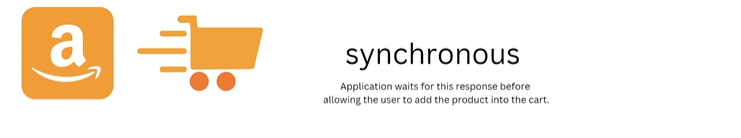 a
synchronous
Application waits for this response before
allowing the user to add the product into the cart.